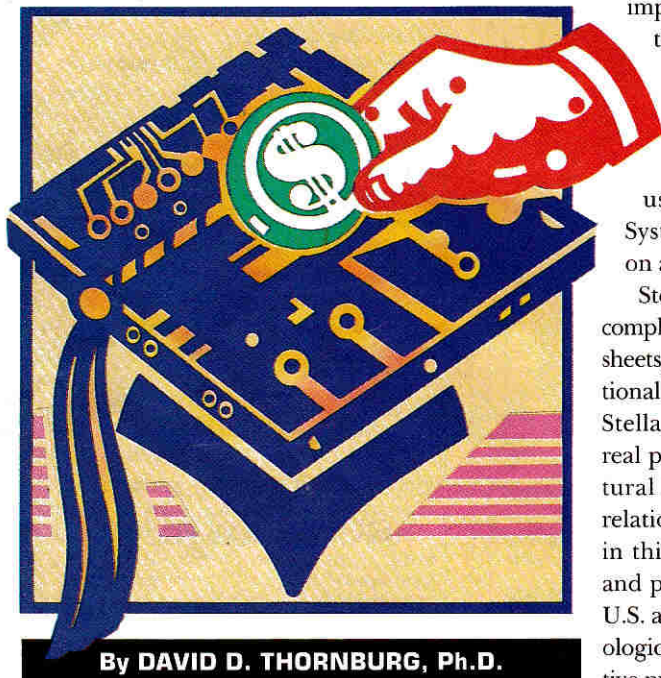 $
By DAVID D. THORNBURG, Ph.D.
imp
t
us
Syst
on a
Ste
compl
sheets
tional
Stella
real p
tural
relatio
in thi
and p
U.S. a
ologic